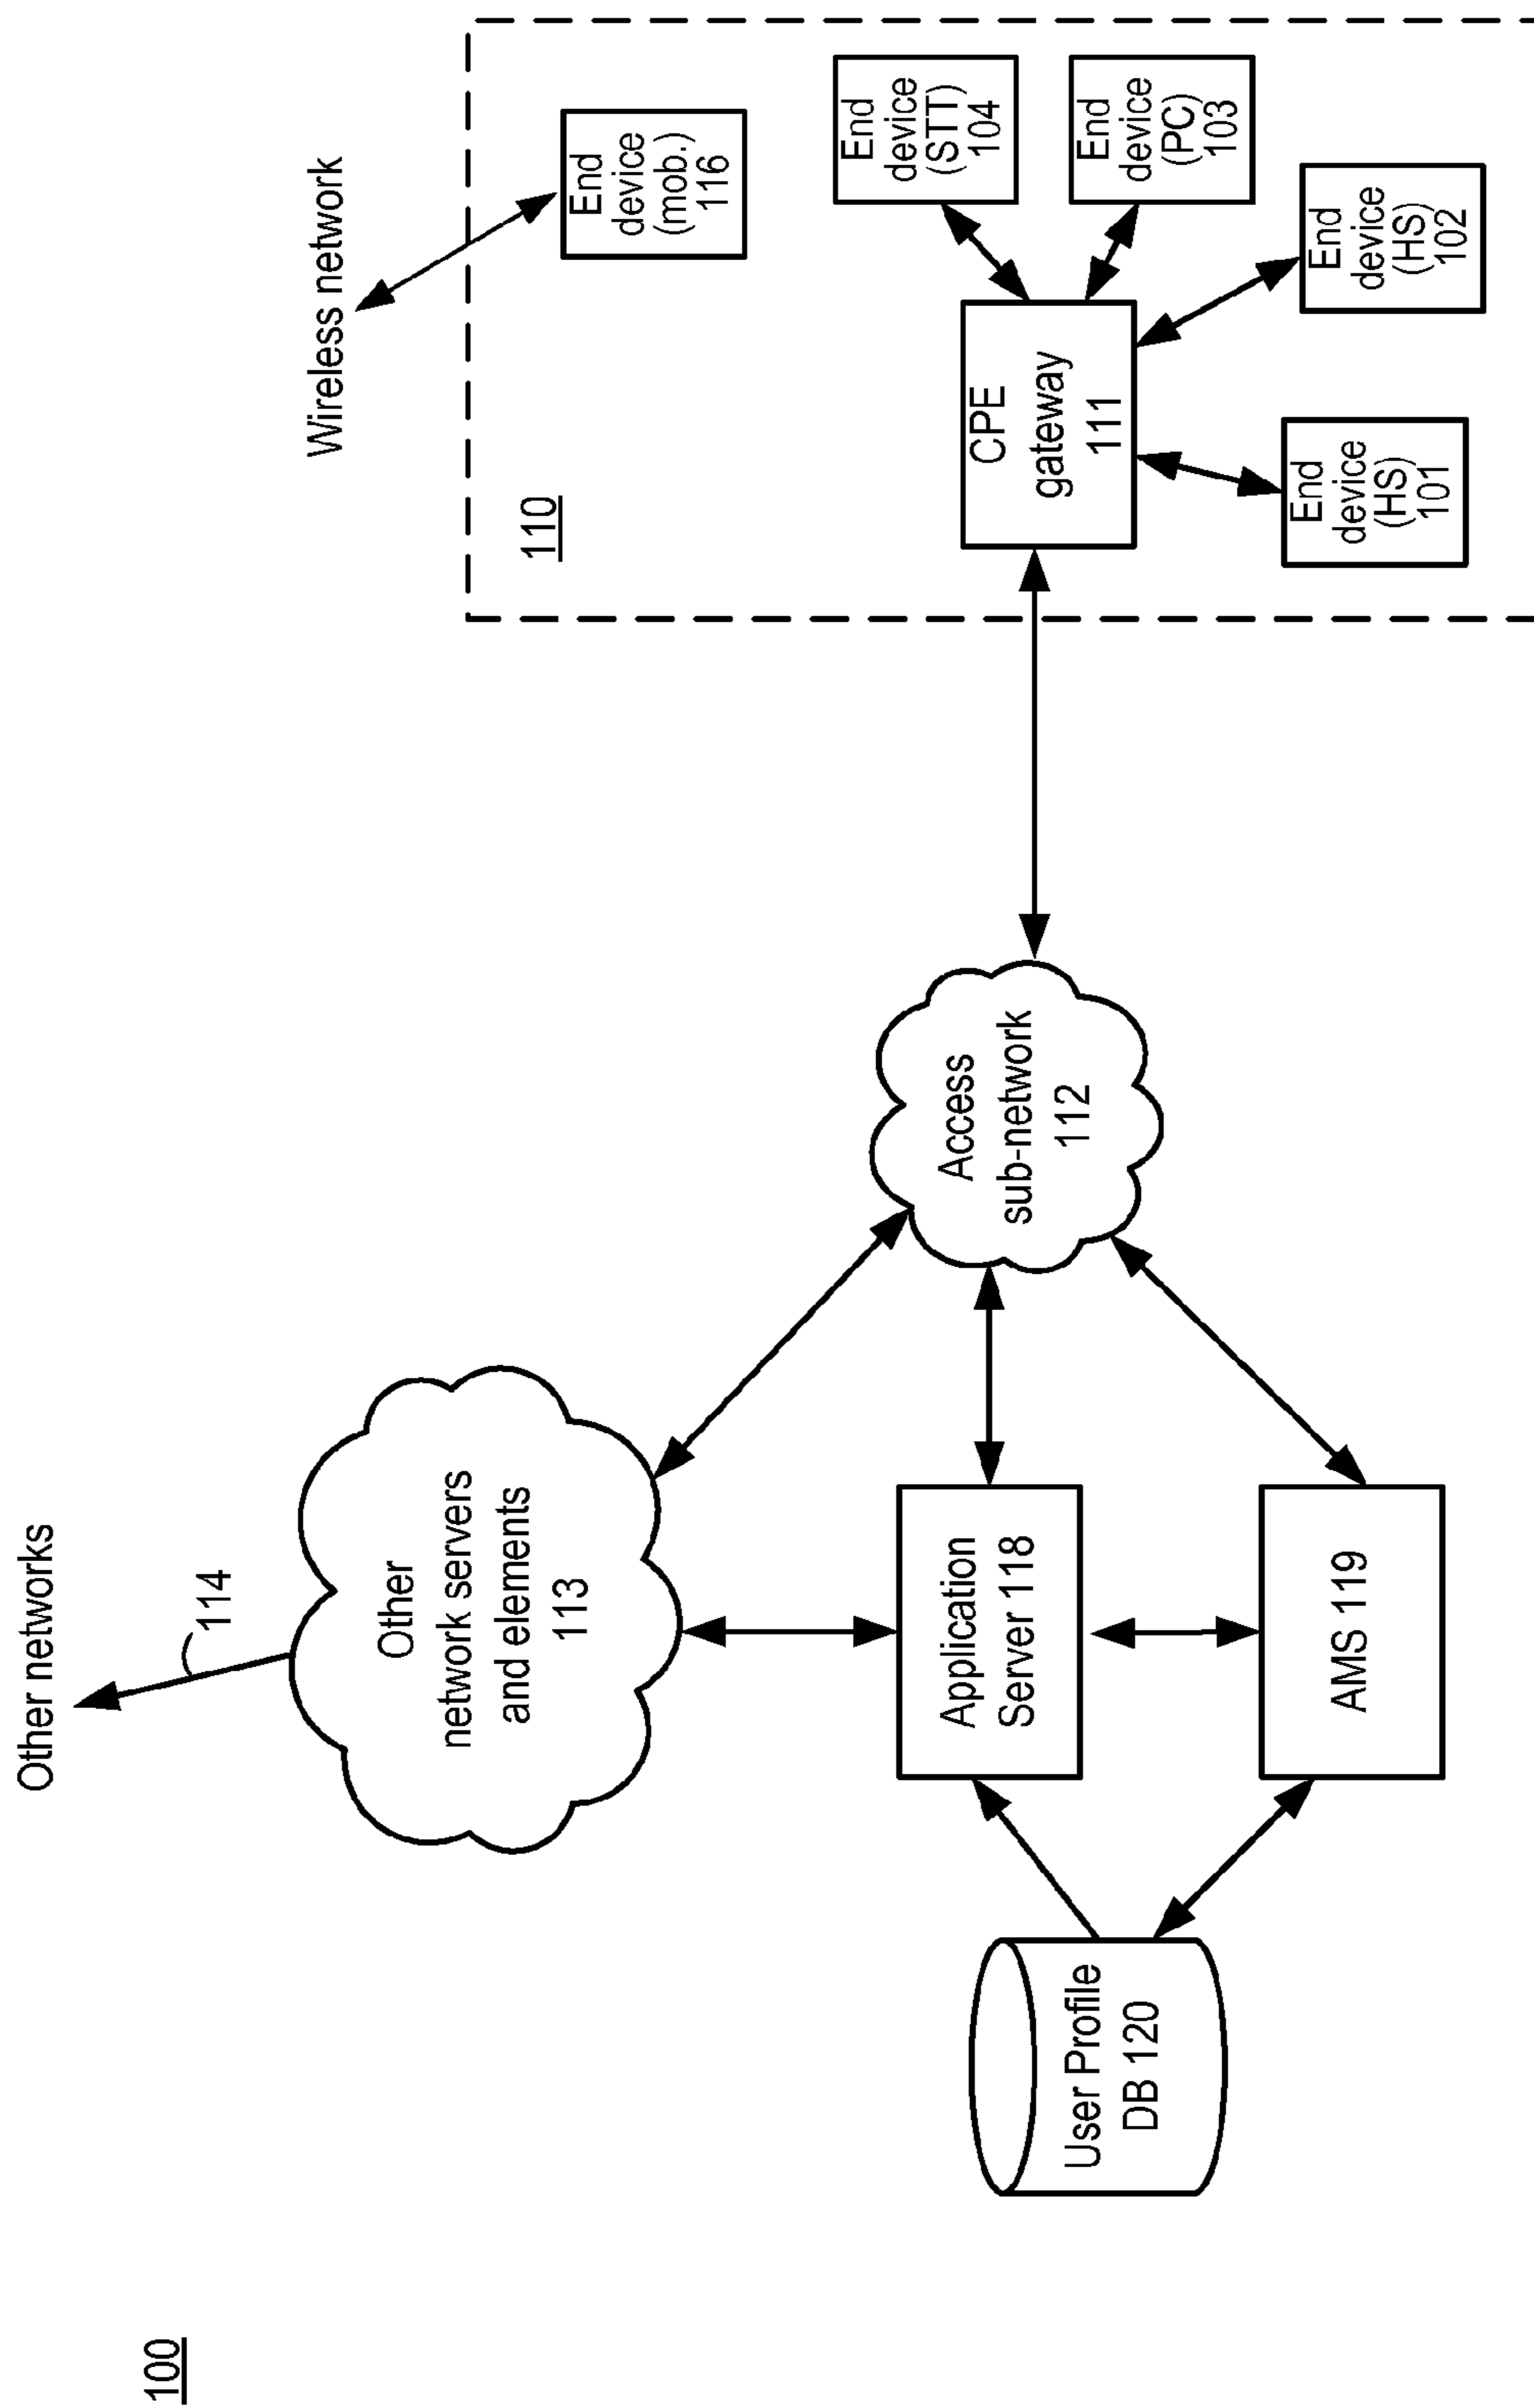 100
Other networks
114
Wireless network
Other
network servers
and elements
113
110
End
device
(mob.)
116
End
device
(STT)
104
User Profile
DB 120
Application
Server 118
Access
sub-network
112
CPE
gateway
111
End
device
(PC)
103
AMS 119
End
device
(HS)
101
End
device
(HS)
102